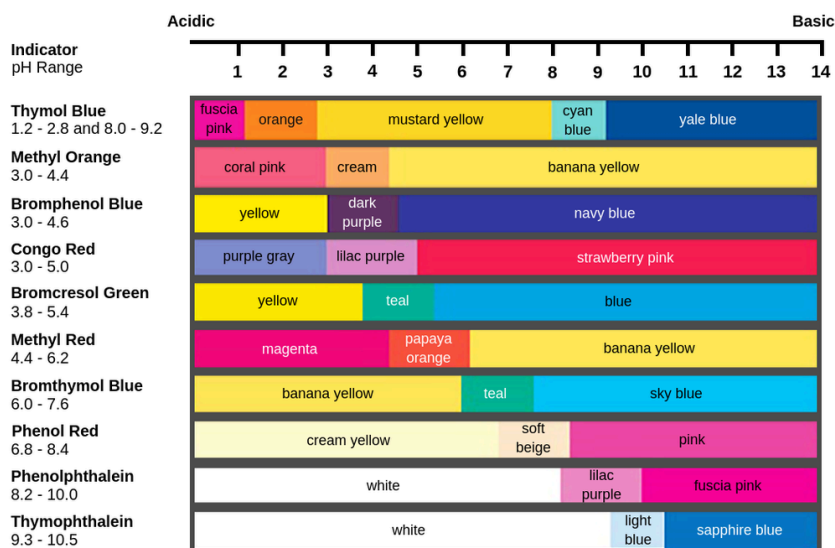 Acidic Basic
Indicator
pH Range
1 2 3 4 5 6 7 8 9 10 11 12 13 14
Thymol Blue
1.2 - 2.8 and 8.0 - 9.2
fuscia
pink
orange
mustard yellow
cyan
blue
yale blue
Methyl Orange
3.0 - 4.4
coral pink
cream
banana yellow
Bromphenol Blue
3.0 - 4.6
yellow
dark
purple
navy blue
Congo Red
3.0 - 5.0
purple gray
lilac purple
strawberry pink
Bromcresol Green
3.8 - 5.4
yellow
teal
blue
Methyl Red
4.4 - 6.2
magenta
papaya
orange
banana yellow
Bromthymol Blue
6.0 - 7.6
banana yellow
teal
sky blue
Phenol Red
6.8 - 8.4
cream yellow
soft
beige
pink
Phenolphthalein
8.2 - 10.0
white
lilac
purple
fuscia pink
Thymophthalein
9.3 - 10.5
white
light
blue
sapphire blue